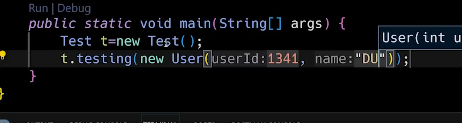 Run | Debug
public static void main(String[] args) {
Test t=new Test();
User(int u
t.testing(new User(userId:1341, name:"DU"));
}
}